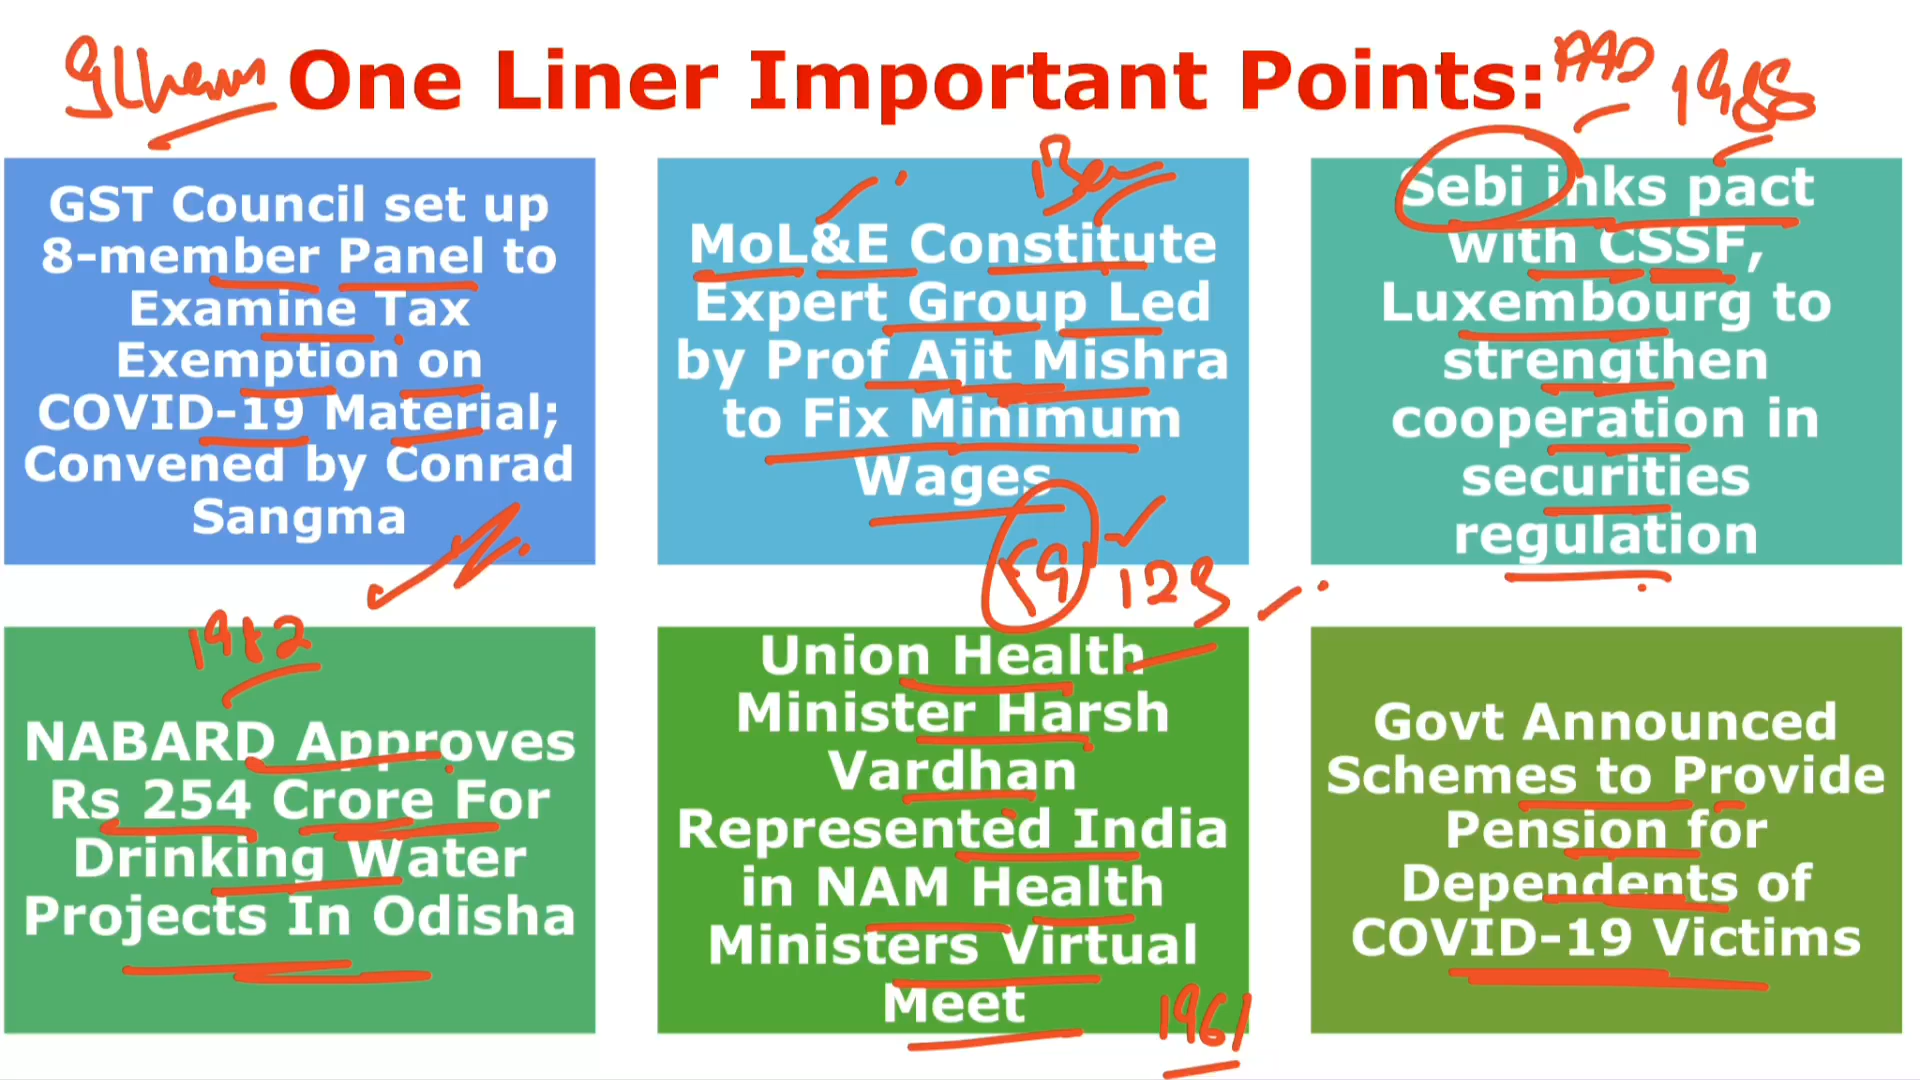 One Liner Important Points:
1988
GST Council set up
8-member Panel to
Examine Tax
Exemption on
COVID-19 Material;
Convened by Conrad
Sangma
MoL&E Constitute
Expert Group Led
by Prof Ajit Mishra
to Fix Minimum
Wages
Sebi inks pact
with CSSF,
Luxembourg to
strengthen
cooperation in
securities
regulation
123
1982
NABARD Approves
Rs 254 Crore For
Drinking Water
Projects In Odisha
Union Health
Minister Harsh
Vardhan
Represented India
in NAM Health
Ministers Virtual
Meet
1961
Govt Announced
Schemes to Provide
Pension for
Dependents of
COVID-19 Victims